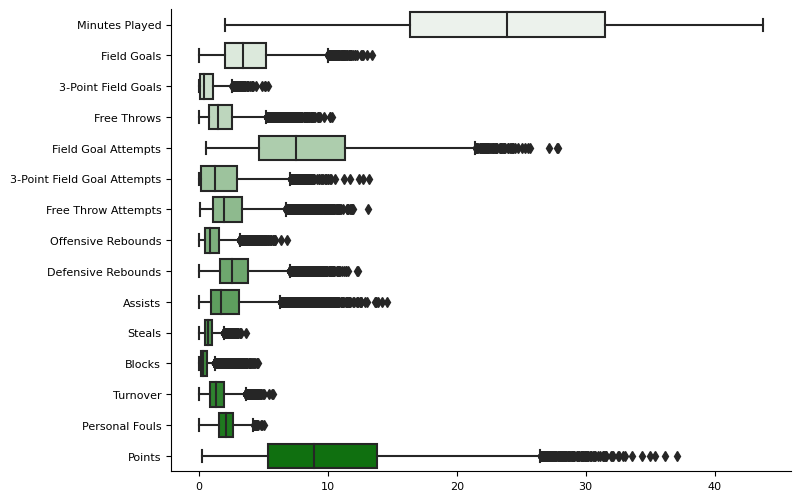 Minutes Played
Field Goals
3-Point Field Goals
Free Throws
Field Goal Attempts
3-Point Field Goal Attempts
Free Throw Attempts
Offensive Rebounds
Defensive Rebounds
Assists
Steals
Blocks
Turnover
Personal Fouls
Points
0 10 20 30 40